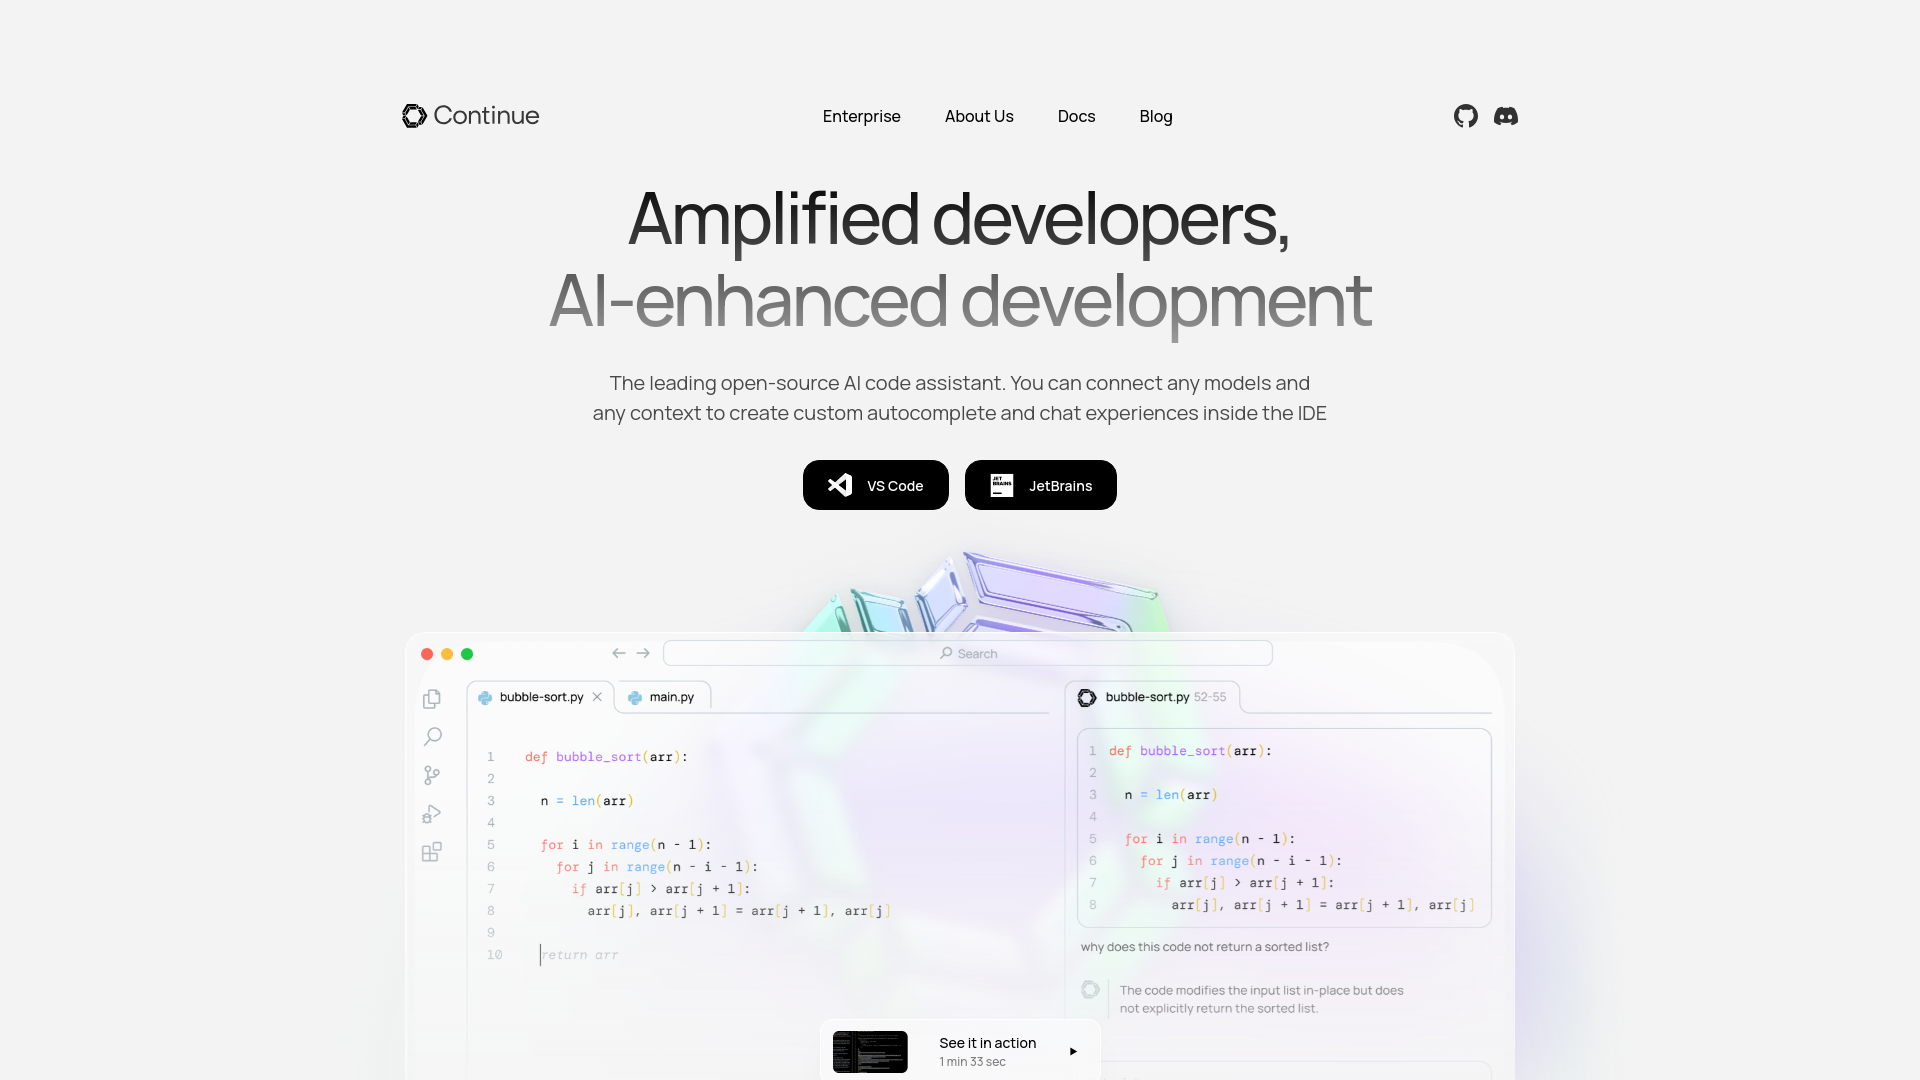 Continue
Enterprise
About Us
Docs
Blog
Amplified developers,
AI-enhanced development
The leading open-source AI code assistant. You can connect any models and
any context to create custom autocomplete and chat experiences inside the IDE
VS Code
JET BRAINS
JetBrains
Search
bubble-sort.py
main.py
1 def bubble_sort(arr):
2
3 n = len(arr)
4
5 for i in range(n - 1):
6 for j in range(n - i - 1):
7 if arr[j] > arr[j + 1]:
8 arr[j], arr[j + 1] = arr[j + 1], arr[j]
9
10 return arr
bubble-sort.py 52-55
1 def bubble_sort(arr):
2
3 n = len(arr)
4
5 for i in range(n - 1):
6 for j in range(n - i - 1):
7 if arr[j] > arr[j + 1]:
8 arr[j], arr[j + 1] = arr[j + 1], arr[j]
why does this code not return a sorted list?
The code modifies the input list in-place but does
not explicitly return the sorted list.
See it in action
1 min 33 sec